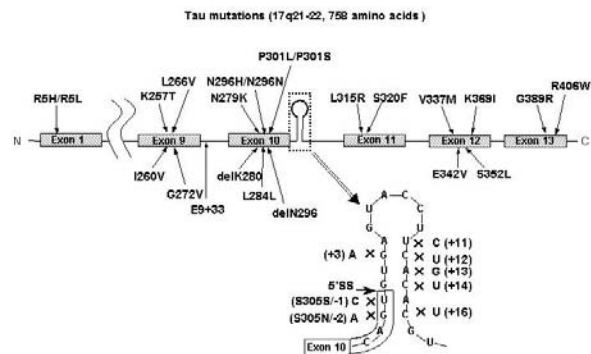 Tau mutations (17q21-22, 758 amino acids )
P301L/P301S
L266V N296H/N296N R406W
R5H/R5L K257T N279K L315R S320F V337M K369I G389R
N Exon 1 Exon 9 Exon 10 Exon 11 Exon 12 Exon 13 C
I260V delK280 E342V S352L
G272V L284L
E9+33 delN296
A C
U C
G U
A U C (+11)
(+3) A G C U (+12)
U A G (+13)
G C U (+14)
5'SS U A
(S305S/-1) C G C U (+16)
(S305N/-2) A A G
Exon 10 C U